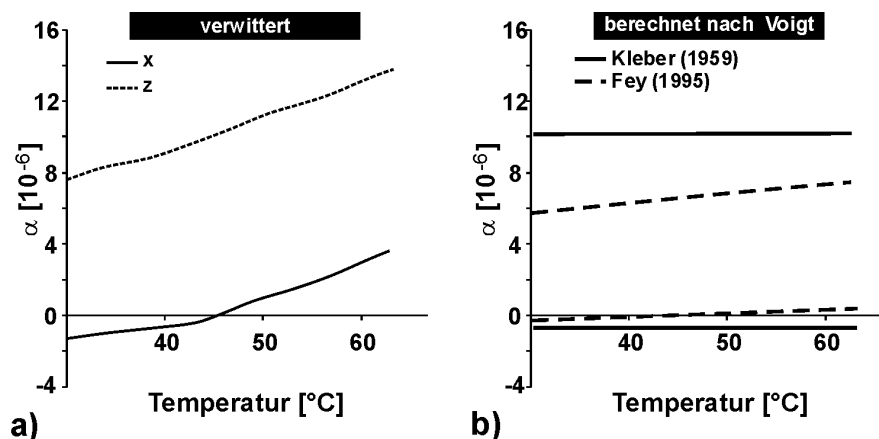 verwittert
x
z
α [10-6]
16
12
8
4
0
-4
40
50
60
Temperatur [°C]
a)
berechnet nach Voigt
Kleber (1959)
Fey (1995)
α [10-6]
16
12
8
4
0
-4
40
50
60
Temperatur [°C]
b)